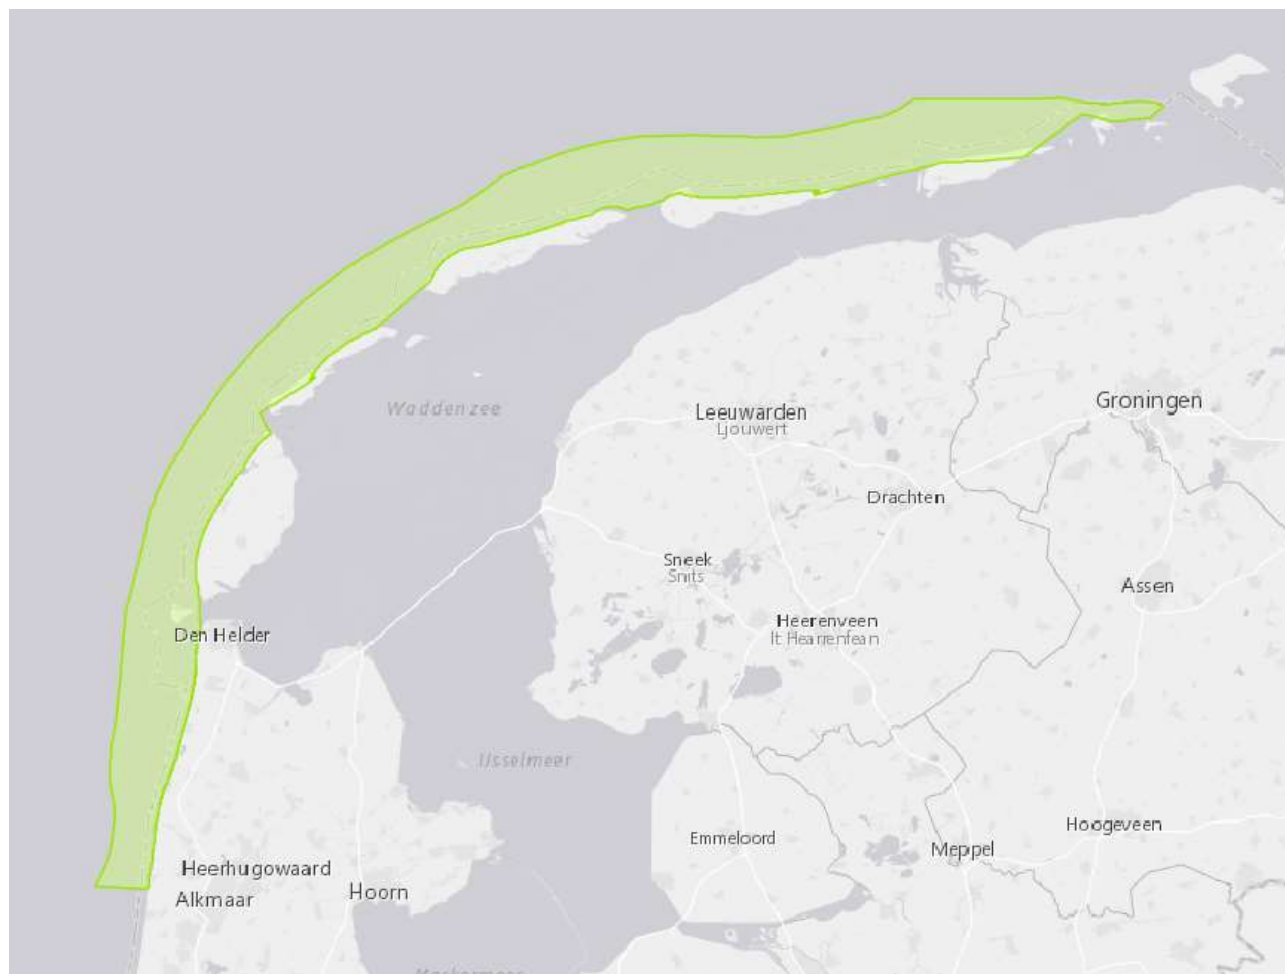 Waddenzee
Leeuwarden
Ljouwert
Groningen
Drachten
Sneek
Snits
Assen
Den Helder
Heerenveen
It Hearrenfean
IJsselmeer
Emmeloord
Hoogeveen
Meppel
Heerhugowaard
Alkmaar
Hoorn